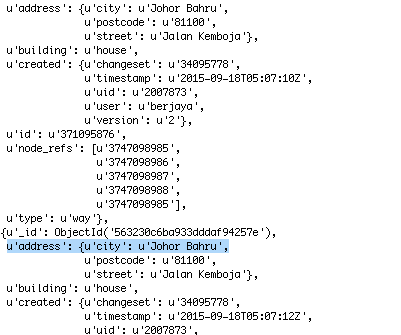 u'address': {u'city': u'Johor Bahru',
u'postcode': u'81100',
u'street': u'Jalan Kemboja'},
u'building': u'house',
u'created': {u'changeset': u'34095778',
u'timestamp': u'2015-09-18T05:07:10Z',
u'uid': u'2007873',
u'user': u'berjaya',
u'version': u'2'},
u'id': u'371095876',
u'node_refs': [u'3747098985',
u'3747098986',
u'3747098987',
u'3747098988',
u'3747098985'],
u'type': u'way'},
{u'_id': ObjectId('563230c6ba933dddaf94257e'),
u'address': {u'city': u'Johor Bahru',
u'postcode': u'81100',
u'street': u'Jalan Kemboja'},
u'building': u'house',
u'created': {u'changeset': u'34095778',
u'timestamp': u'2015-09-18T05:07:12Z',
u'uid': u'2007873',